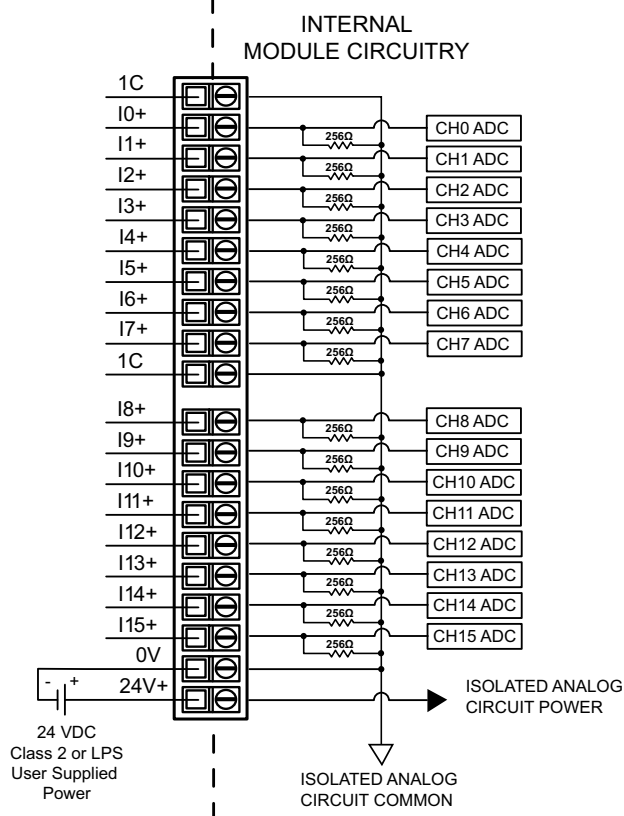 INTERNAL
MODULE CIRCUITRY
1C
I0+
256Ω
CH0 ADC
I1+
256Ω
CH1 ADC
I2+
256Ω
CH2 ADC
I3+
256Ω
CH3 ADC
I4+
256Ω
CH4 ADC
I5+
256Ω
CH5 ADC
I6+
256Ω
CH6 ADC
I7+
256Ω
CH7 ADC
1C
I8+
256Ω
CH8 ADC
I9+
256Ω
CH9 ADC
I10+
256Ω
CH10 ADC
I11+
256Ω
CH11 ADC
I12+
256Ω
CH12 ADC
I13+
256Ω
CH13 ADC
I14+
256Ω
CH14 ADC
I15+
256Ω
CH15 ADC
0V
- +
24V+
ISOLATED ANALOG
CIRCUIT POWER
24 VDC
Class 2 or LPS
User Supplied
Power
ISOLATED ANALOG
CIRCUIT COMMON